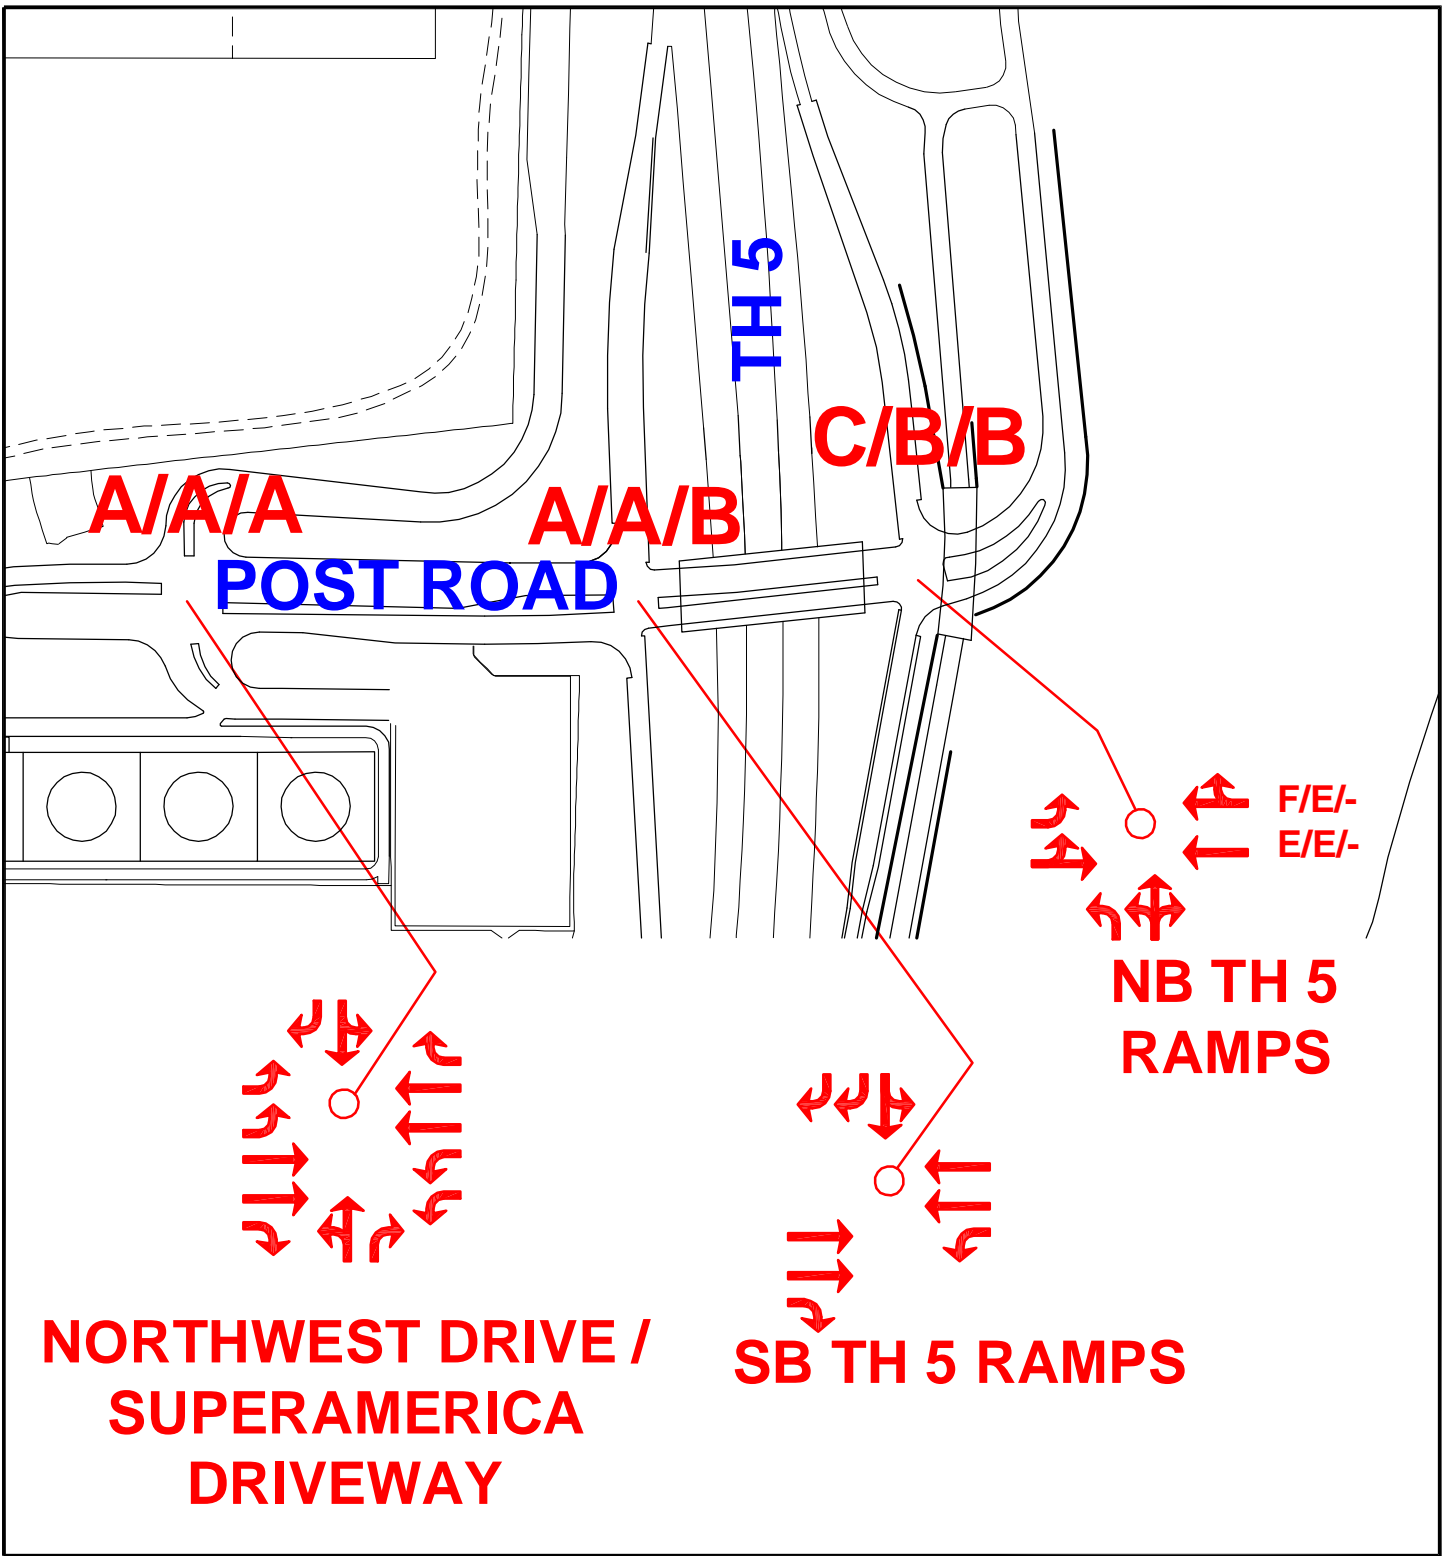 TH 5
C/B/B
A/A/A
A/A/B
POST ROAD
F/E/-
E/E/-
NB TH 5
RAMPS
NORTHWEST DRIVE /
SUPERAMERICA
DRIVEWAY
SB TH 5 RAMPS